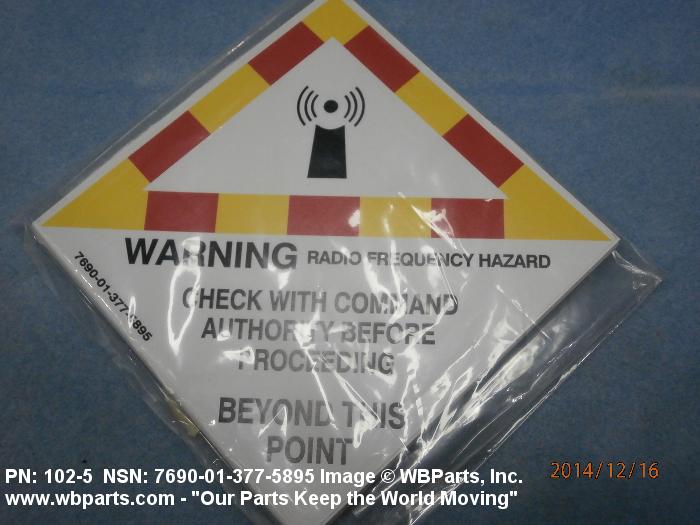 WARNING RADIO FREQUENCY HAZARD
7690-01-377-5895
CHECK WITH COMMAND
AUTHORITY BEFORE
PROCEEDING
BEYOND THIS
POINT
PN: 102-5 NSN: 7690-01-377-5895 Image © WBParts, Inc.
2014/12/16
www.wbparts.com - "Our Parts Keep the World Moving"